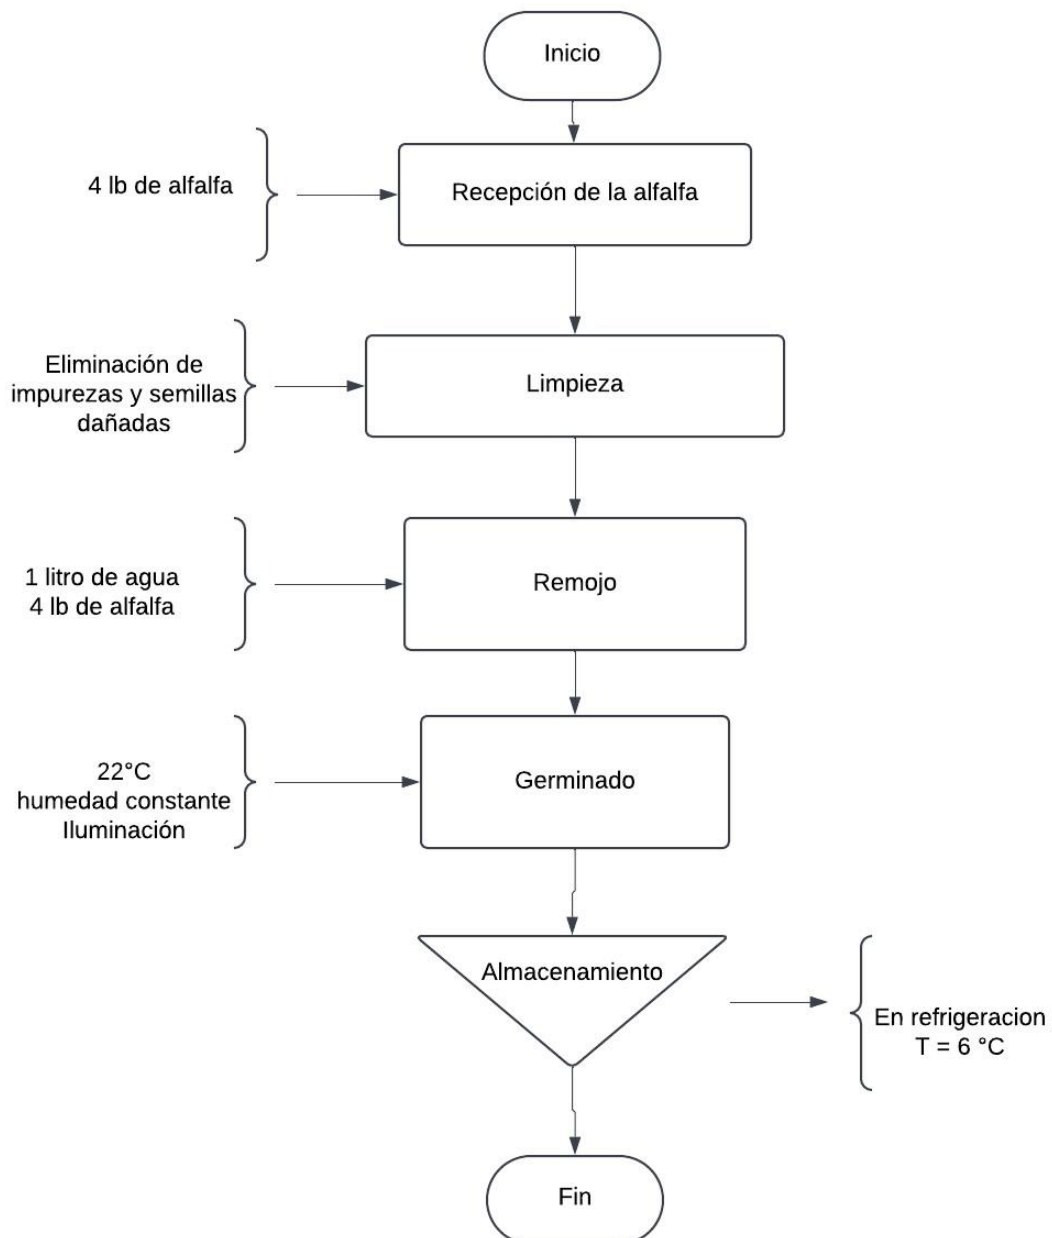 Inicio
4 lb de alfalfa
Recepción de la alfalfa
Eliminación de
impurezas y semillas
dañadas
Limpieza
1 litro de agua
4 lb de alfalfa
Remojo
22°C
humedad constante
Iluminación
Germinado
Almacenamiento
En refrigeracion
T = 6 °C
Fin